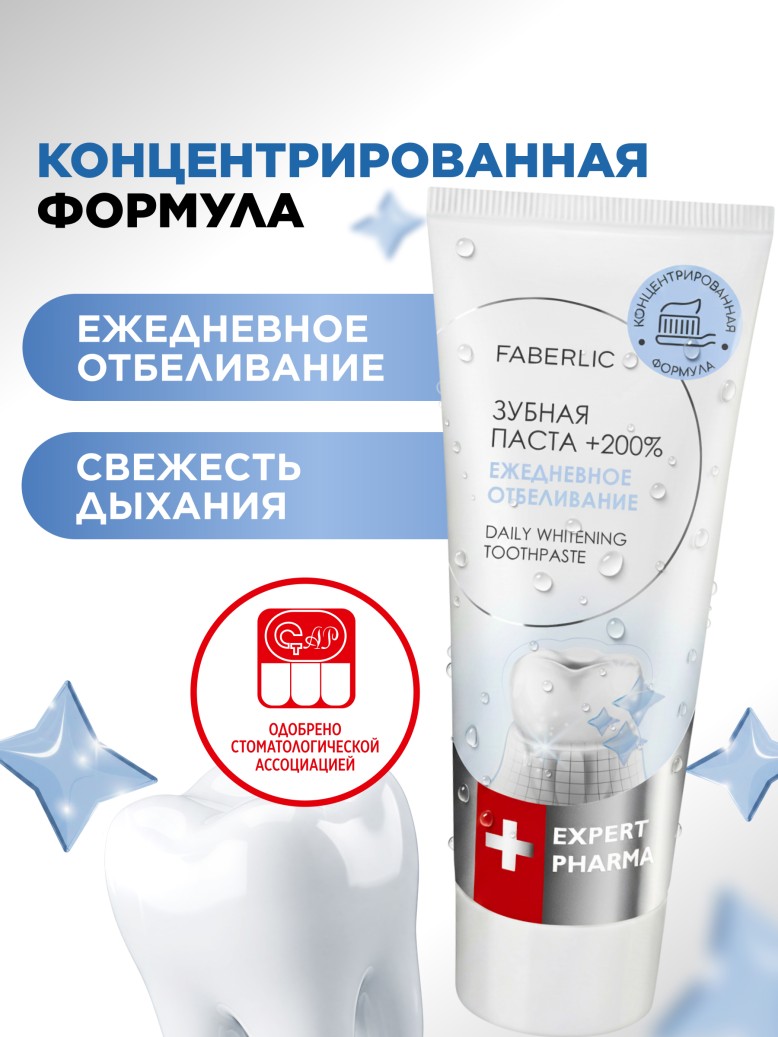 КОНЦЕНТРИРОВАННАЯ
ФОРМУЛА
ЕЖЕДНЕВНОЕ
ОТБЕЛИВАНИЕ
СВЕЖЕСТЬ
ДЫХАНИЯ
СТАР
ОДОБРЕНО
СТОМАТОЛОГИЧЕСКОЙ
АССОЦИАЦИЕЙ
КОНЦЕНТРИРОВАННАЯ
ФОРМУЛА
FABERLIC
ЗУБНАЯ
ПАСТА +200%
ЕЖЕДНЕВНОЕ
ОТБЕЛИВАНИЕ
DAILY WHITENING
TOOTHPASTE
EXPERT
PHARMA